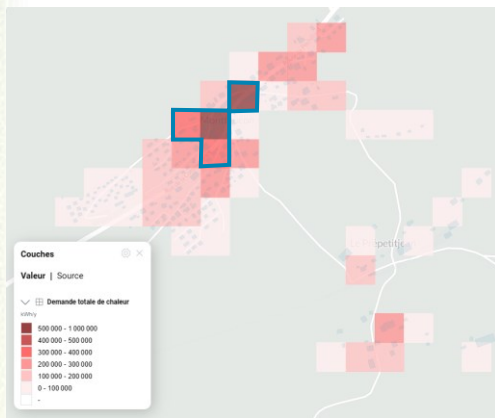 Couches
Valeur | Source
Demande totale de chaleur
kWh/y
500 000 - 1 000 000
400 000 - 500 000
300 000 - 400 000
200 000 - 300 000
100 000 - 200 000
0 - 100 000
-